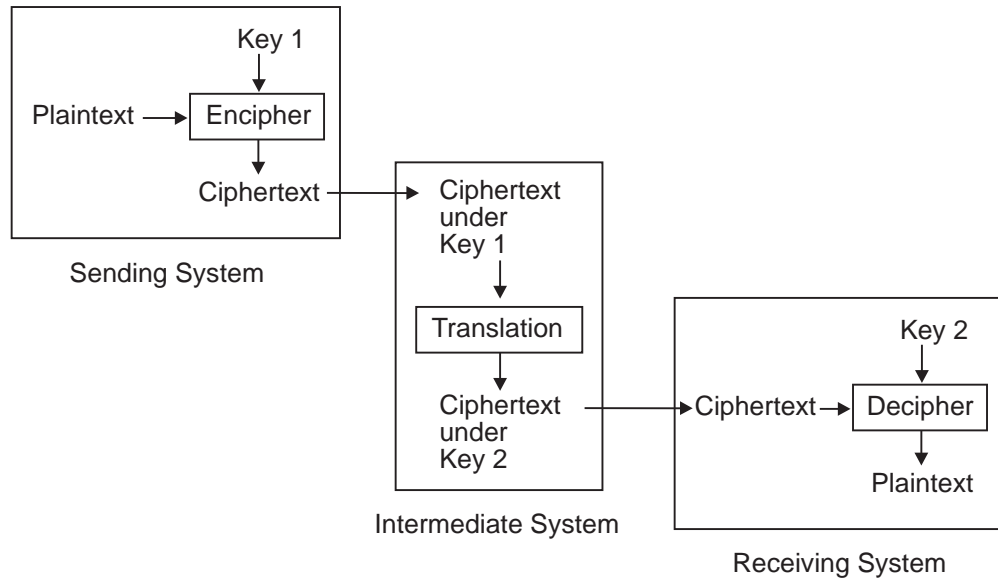 Key 1
Plaintext
Encipher
Ciphertext
Sending System
Ciphertext
under
Key 1
Translation
Ciphertext
under
Key 2
Intermediate System
Key 2
Ciphertext
Decipher
Plaintext
Receiving System